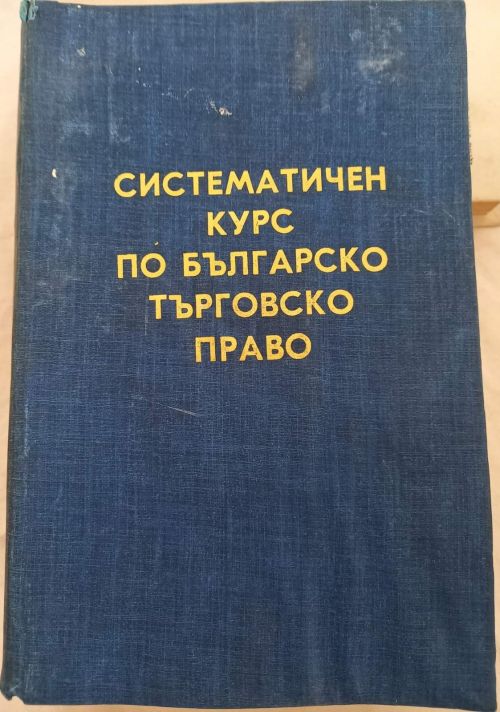 СИСТЕМАТИЧЕН
КУРС
ПО БЪЛГАРСКО
ТЪРГОВСКО
ПРАВО